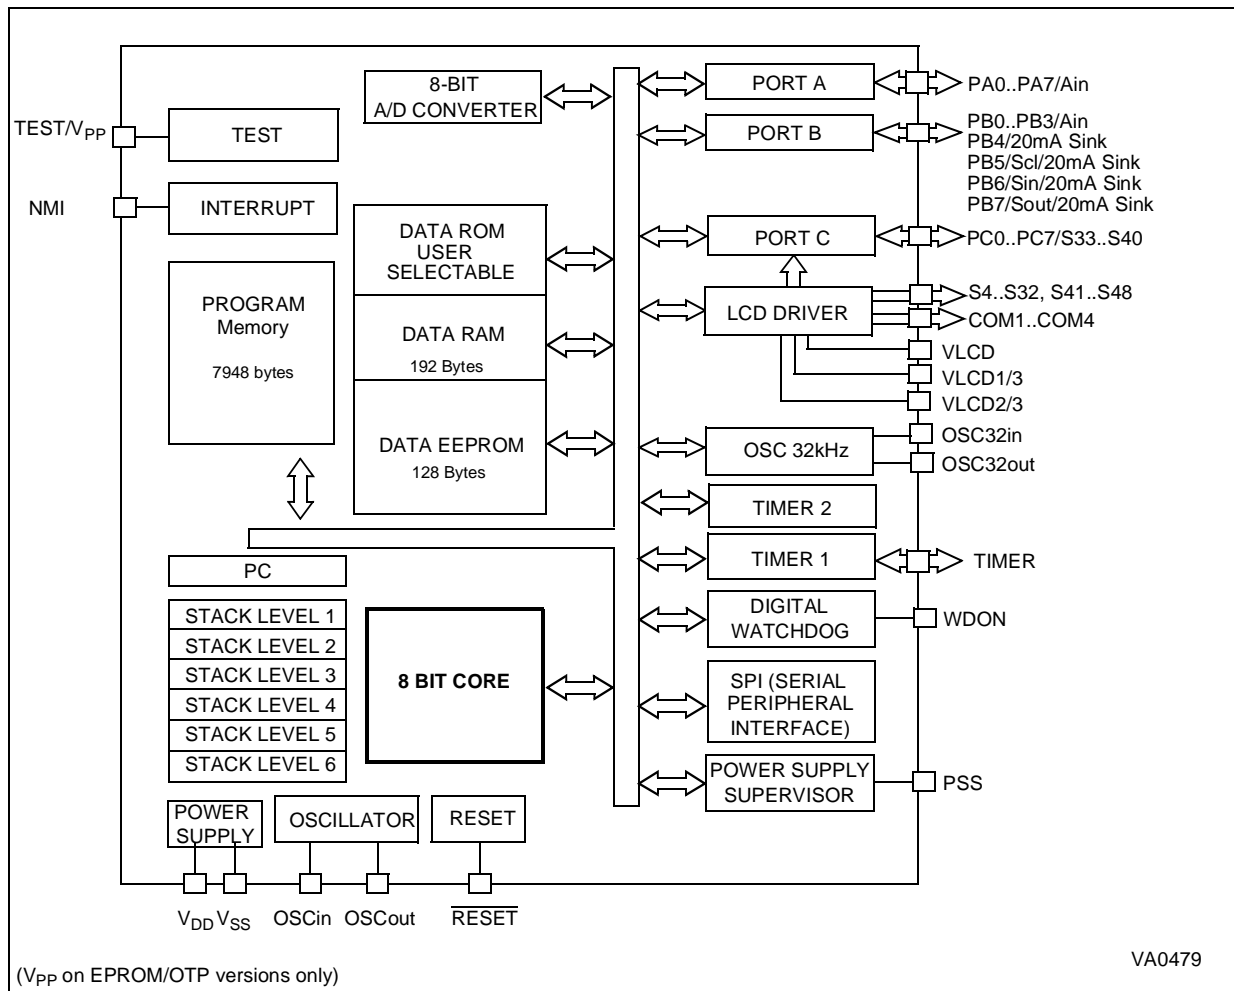 TEST/VPP
NMI
TEST
INTERRUPT
PROGRAM
Memory
7948 bytes
8-BIT
A/D CONVERTER
DATA ROM
USER
SELECTABLE
DATA RAM
192 Bytes
DATA EEPROM
128 Bytes
PC
STACK LEVEL 1
STACK LEVEL 2
STACK LEVEL 3
STACK LEVEL 4
STACK LEVEL 5
STACK LEVEL 6
8 BIT CORE
POWER
SUPPLY
OSCILLATOR
RESET
VDD VSS
OSCin
OSCout
RESET
PORT A
PA0..PA7/Ain
PORT B
PB0..PB3/Ain
PB4/20mA Sink
PB5/Scl/20mA Sink
PB6/Sin/20mA Sink
PB7/Sout/20mA Sink
PORT C
PC0..PC7/S33..S40
LCD DRIVER
S4..S32, S41..S48
COM1..COM4
VLCD
VLCD1/3
VLCD2/3
OSC 32kHz
OSC32in
OSC32out
TIMER 2
TIMER 1
TIMER
DIGITAL
WATCHDOG
WDON
SPI (SERIAL
PERIPHERAL
INTERFACE)
POWER SUPPLY
SUPERVISOR
PSS
(VPP on EPROM/OTP versions only)
VA0479